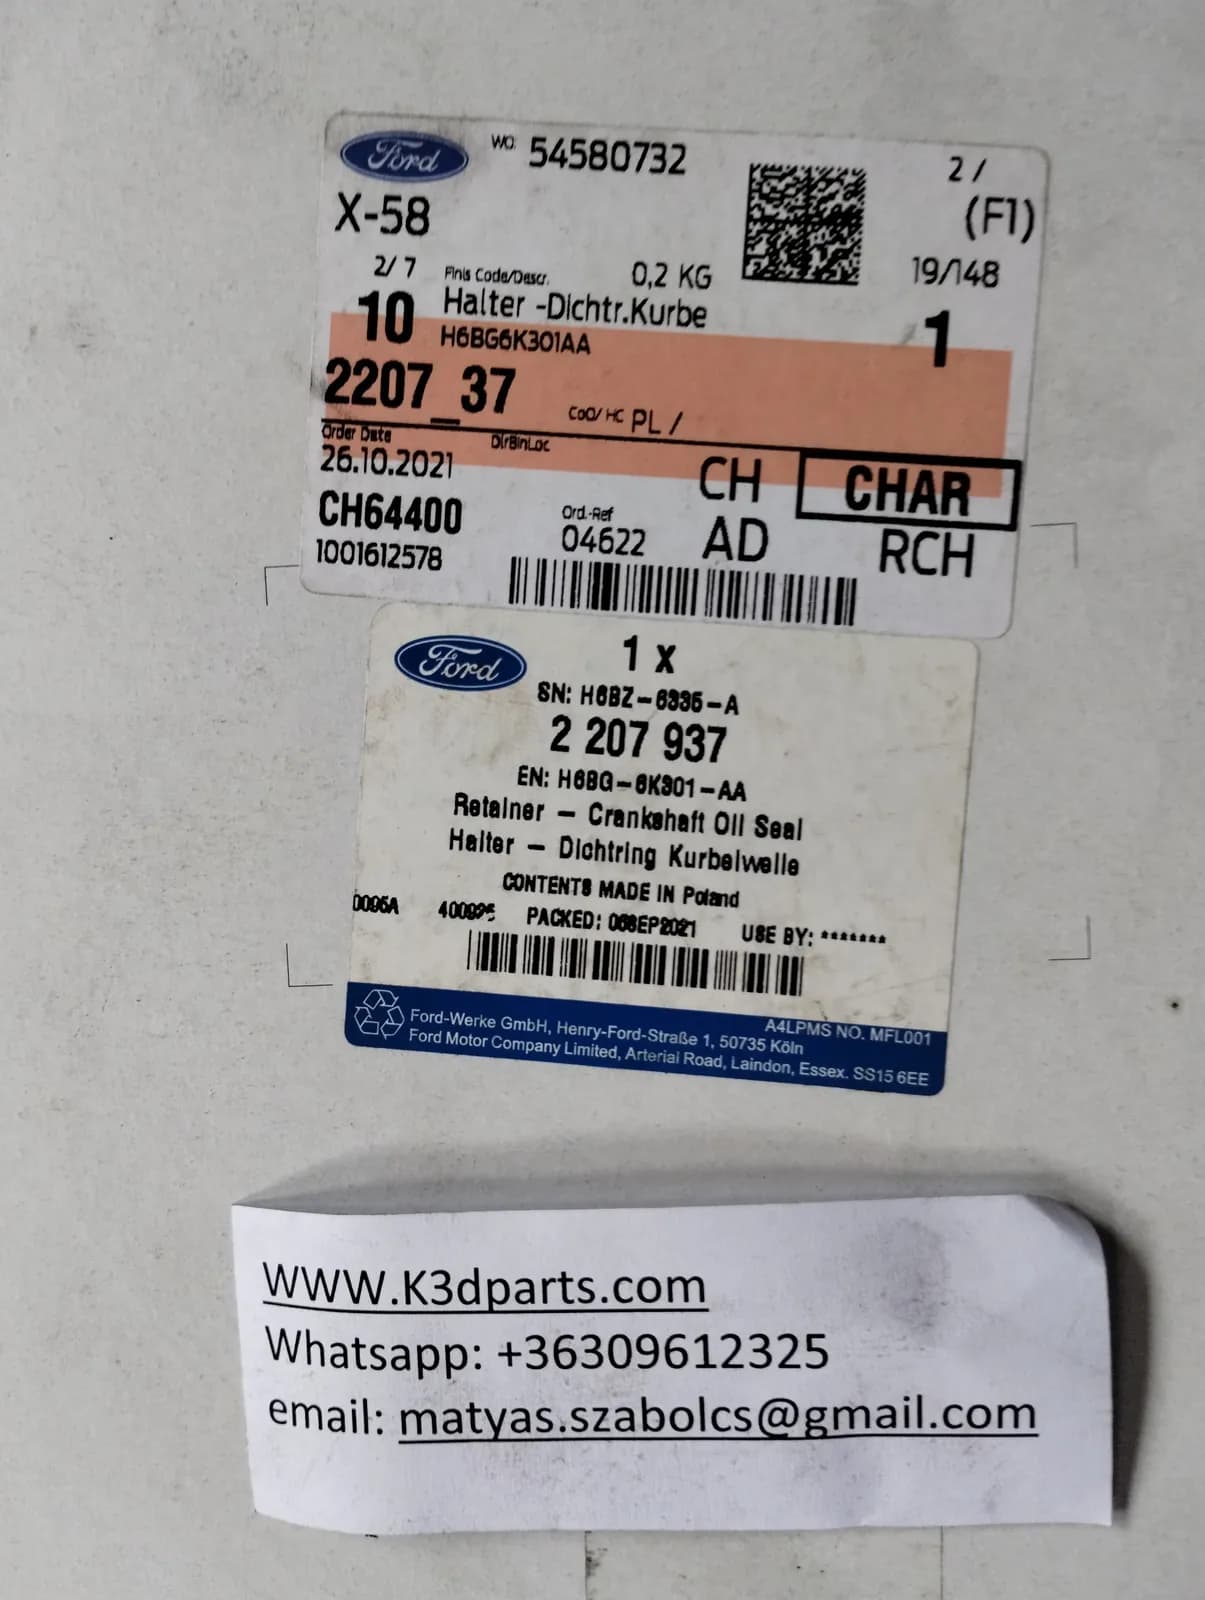 Ford WO: 54580732 2 /
X-58 (F1)
2/ 7 Finis Code/Descr. 0,2 KG 19/148
10 Halter -Dichtr.Kurbe 1
H6BG6K301AA
2207_37 CoO/ HC PL /
Order Date DirBinLoc
26.10.2021 CH CHAR
CH64400 Ord.-Ref
1001612578 04622 AD RCH
Ford 1 x
SN: H6BZ-6335-A
2 207 937
EN: H6BG-6K301-AA
Retainer - Crankshaft Oil Seal
Halter - Dichtring Kurbelwelle
CONTENTS MADE IN Poland
0095A PACKED: 06SEP2021 USE BY: *******
A4LPMS NO. MFL001
Ford-Werke GmbH, Henry-Ford-Straße 1, 50735 Köln
Ford Motor Company Limited, Arterial Road, Laindon, Essex. SS15 6EE
WWW.K3dparts.com
Whatsapp: +36309612325
email: matyas.szabolcs@gmail.com